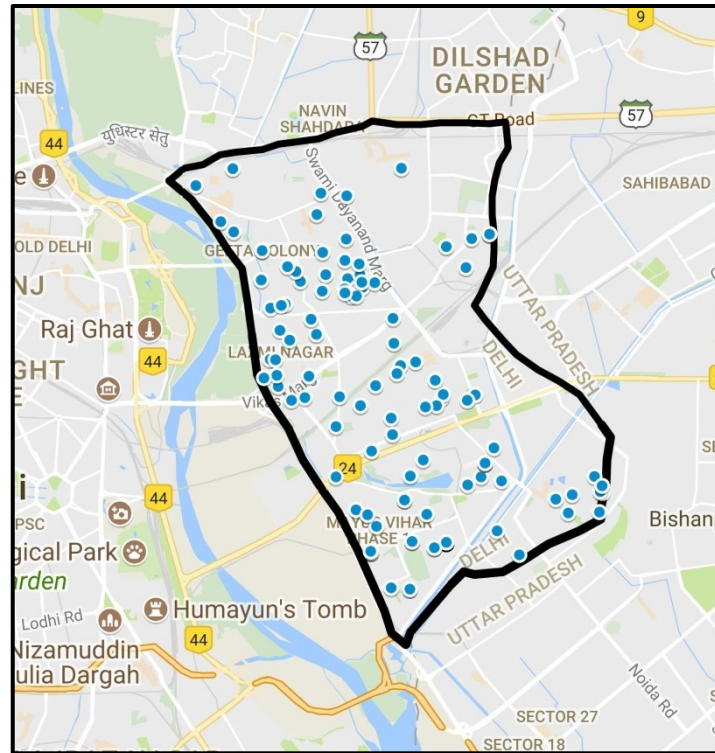 9
57
DILSHAD
GARDEN
LINES
NAVIN
SHAHDARA
GT Road
57
44
युधिस्टर सेतु
SAHIBABAD
OLD DELHI
Swami Dayanand Marg
GEETA COLONY
NJ
UTTAR PRADESH
Raj Ghat
44
DELHI
LAXMI NAGAR
GHT
E
Vikas Marg
24
44
i
PSC
MAYUR VIHAR
PHASE 1
Bishan
gical Park
arden
DELHI
UTTAR PRADESH
Humayun's Tomb
Lodhi Rd
44
Nizamuddin
ulia Dargah
Noida Rd
SECTOR 27
SECTOR 18